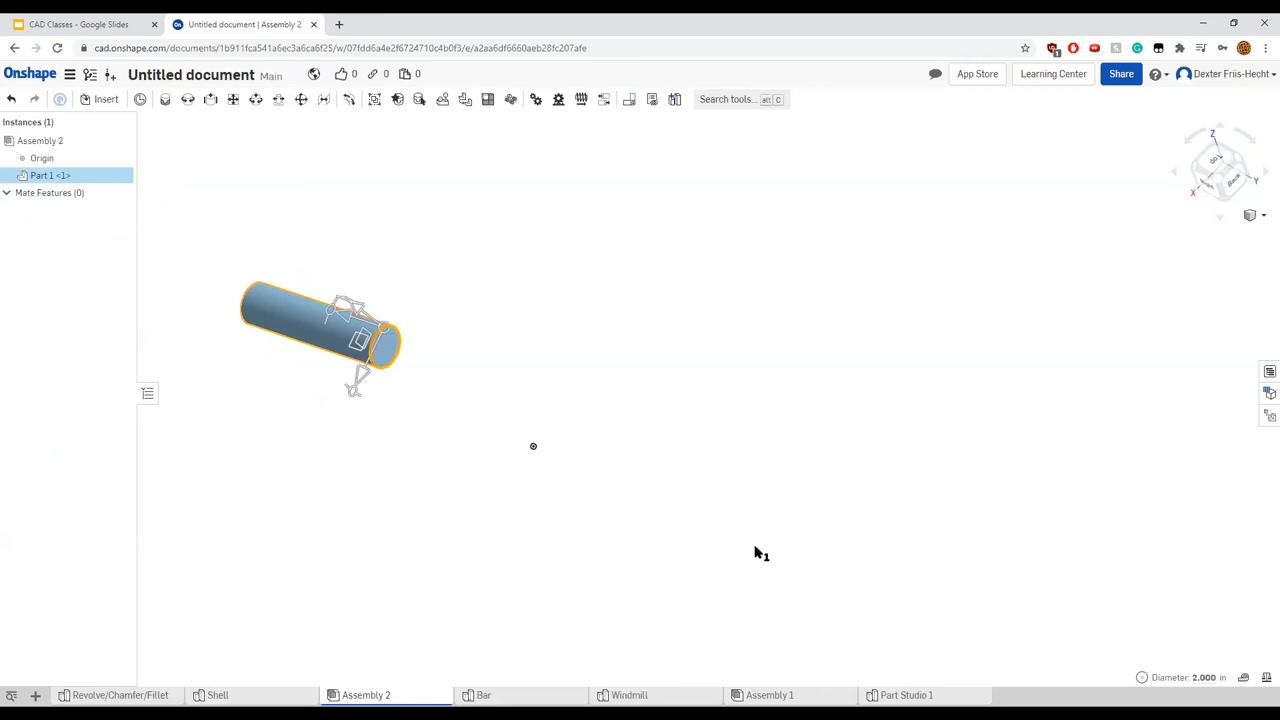 CAD Classes - Google Slides
Untitled document | Assembly 2
cad.onshape.com/documents/1b911fca541a6ec3a6ca6f25/w/07fdd6a4e2f6724710c4b0f3/e/a2aa6df6660aeb28fc207afe
Onshape
Untitled document Main
0
0
0
App Store
Learning Center
Share
Dexter Friis-Hecht
Insert
Search tools... alt C
Instances (1)
Assembly 2
Origin
Part 1 <1>
Mate Features (0)
Z
Top
Back
X
Y
1
Diameter: 2.000 in
Revolve/Chamfer/Fillet
Shell
Assembly 2
Bar
Windmill
Assembly 1
Part Studio 1